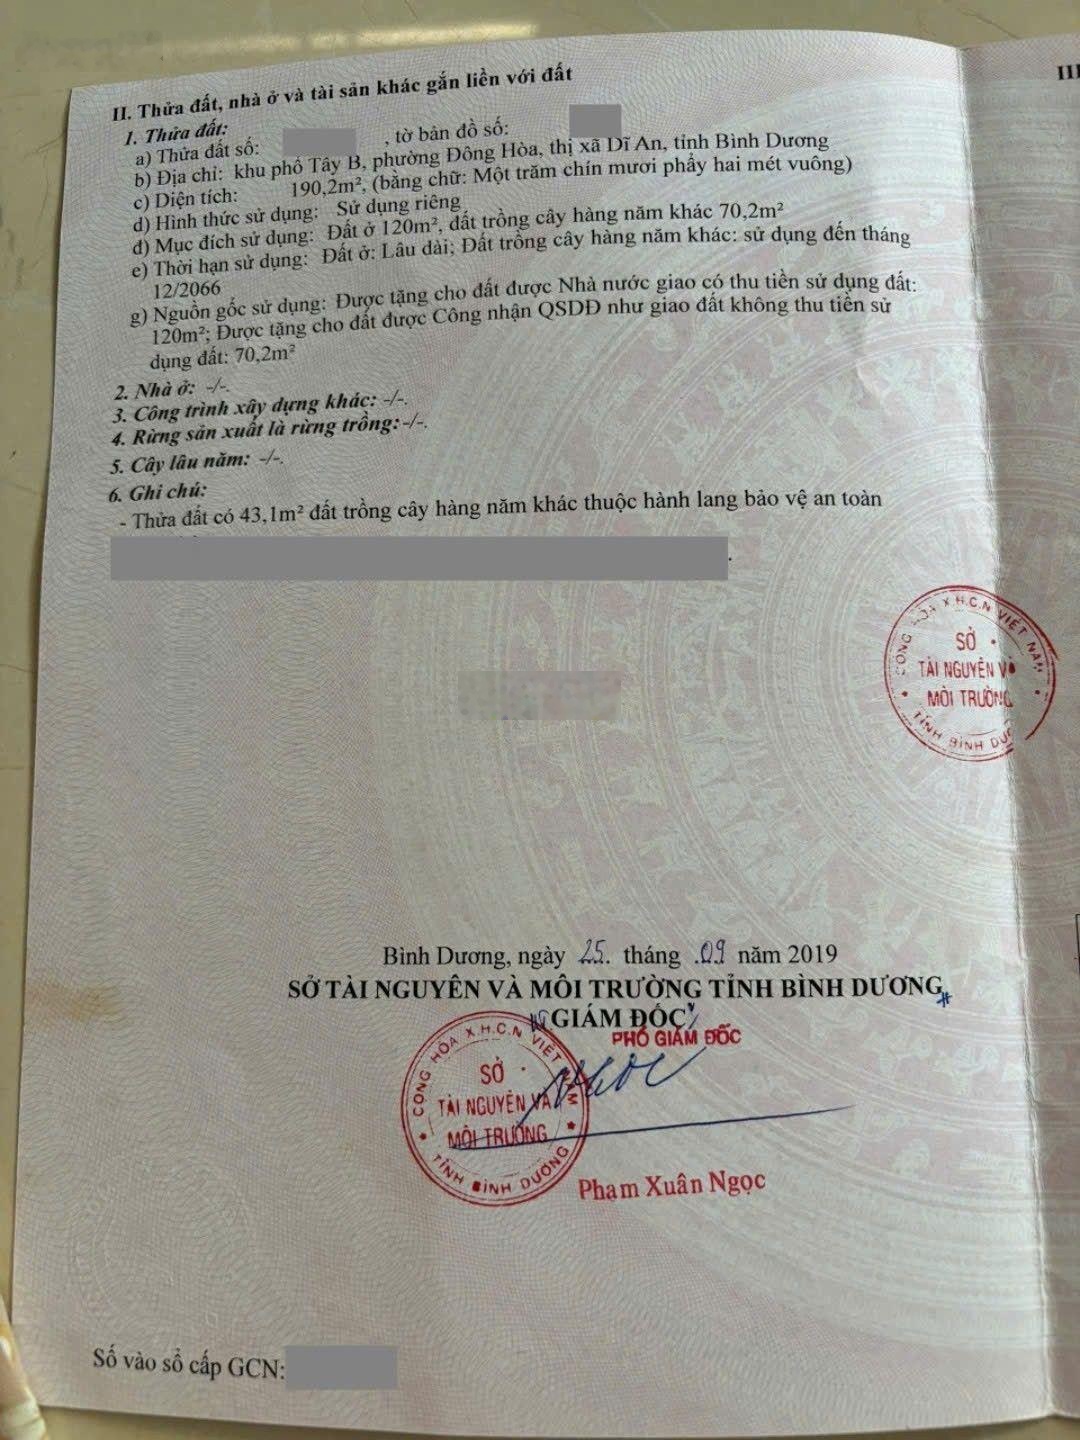 II. Thửa đất, nhà ở và tài sản khác gắn liền với đất
III
1. Thửa đất:
a) Thửa đất số: , tờ bản đồ số:
b) Địa chỉ: khu phố Tây B, phường Đông Hòa, thị xã Dĩ An, tỉnh Bình Dương
c) Diện tích: 190,2m², (bằng chữ: Một trăm chín mươi phẩy hai mét vuông)
d) Hình thức sử dụng: Sử dụng riêng
đ) Mục đích sử dụng: Đất ở 120m², đất trồng cây hàng năm khác 70,2m²
e) Thời hạn sử dụng: Đất ở: Lâu dài; Đất trồng cây hàng năm khác: sử dụng đến tháng
12/2066
g) Nguồn gốc sử dụng: Được tặng cho đất được Nhà nước giao có thu tiền sử dụng đất:
120m²; Được tặng cho đất được Công nhận QSDĐ như giao đất không thu tiền sử
dụng đất: 70,2m²
2. Nhà ở: -/-.
3. Công trình xây dựng khác: -/-.
4. Rừng sản xuất là rừng trồng: -/-.
5. Cây lâu năm: -/-.
6. Ghi chú:
- Thửa đất có 43,1m² đất trồng cây hàng năm khác thuộc hành lang bảo vệ an toàn
CỘNG HÒA X.H.C.N VIỆT NAM
SỞ
TÀI NGUYÊN VÀ
MÔI TRƯỜNG
TỈNH BÌNH DƯƠNG
Bình Dương, ngày 25. tháng .09 năm 2019
SỞ TÀI NGUYÊN VÀ MÔI TRƯỜNG TỈNH BÌNH DƯƠNG
GIÁM ĐỐC
PHÓ GIÁM ĐỐC
CỘNG HÒA X.H.C.N VIỆT NAM
SỞ
TÀI NGUYÊN VÀ
MÔI TRƯỜNG
TỈNH BÌNH DƯƠNG
Phạm Xuân Ngọc
Số vào sổ cấp GCN: